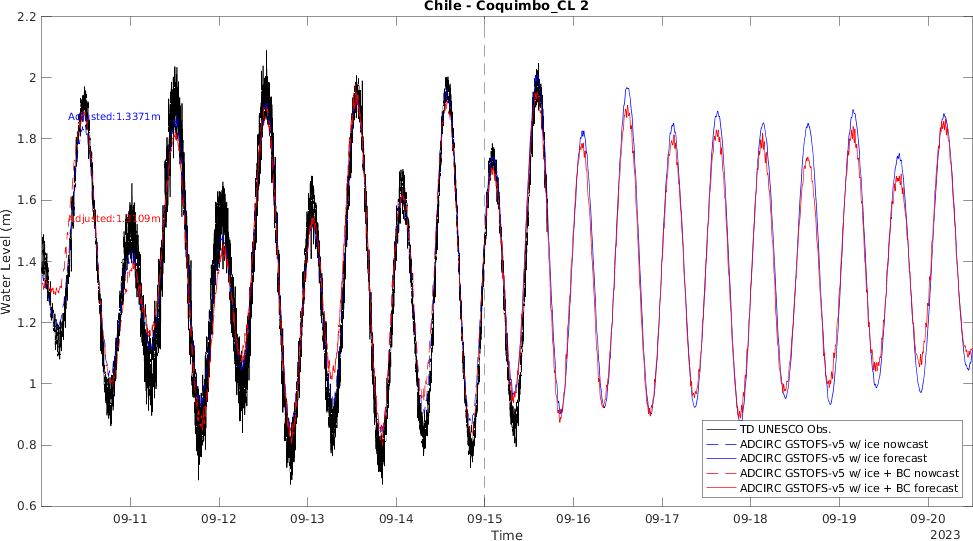 Chile - Coquimbo_CL 2
2.2
2
1.8
1.6
1.4
1.2
1
0.8
0.6
Water Level (m)
Adjusted:1.3371m
09-11
09-12
09-13
09-14
09-15
09-16
09-17
09-18
09-19
09-20
2023
Time
TD UNESCO Obs.
ADCIRC GSTOFS-v5 w/ ice nowcast
ADCIRC GSTOFS-v5 w/ ice forecast
ADCIRC GSTOFS-v5 w/ ice + BC nowcast
ADCIRC GSTOFS-v5 w/ ice + BC forecast